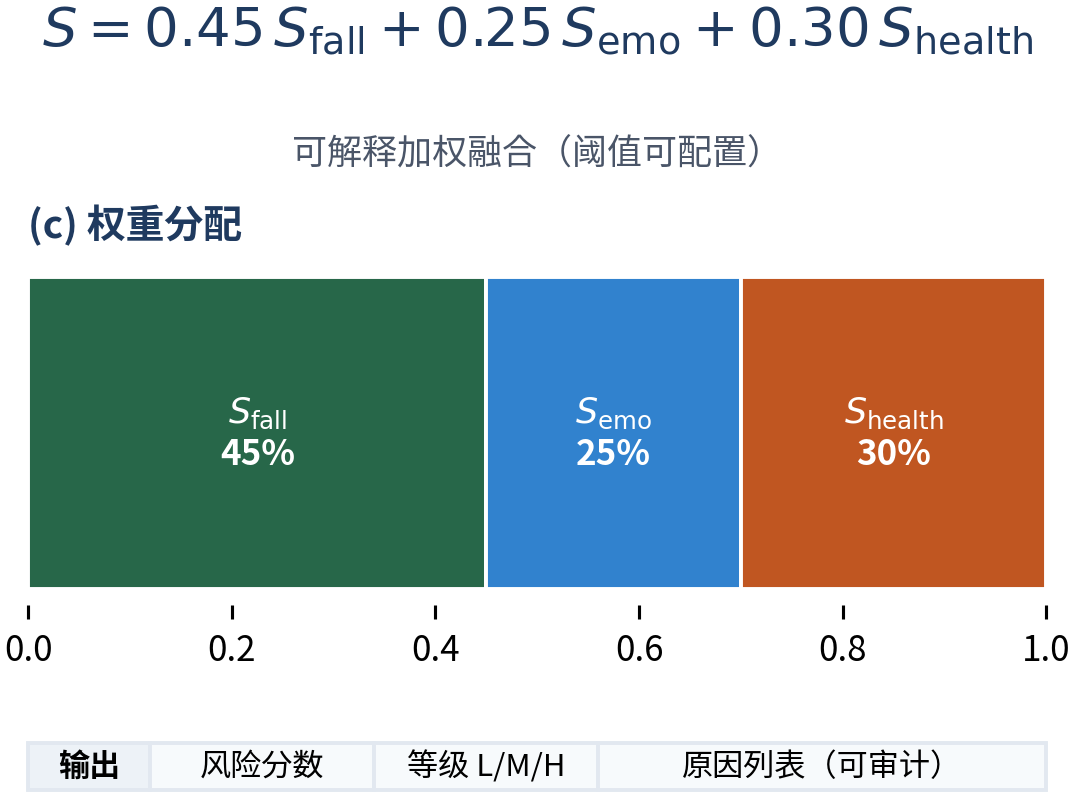 S = 0.45 S_fall + 0.25 S_emo + 0.30 S_health
可解释加权融合（阈值可配置）
(c) 权重分配
S_fall S_emo S_health
45% 25% 30%
0.0 0.2 0.4 0.6 0.8 1.0
输出 风险分数 等级 L/M/H 原因列表（可审计）